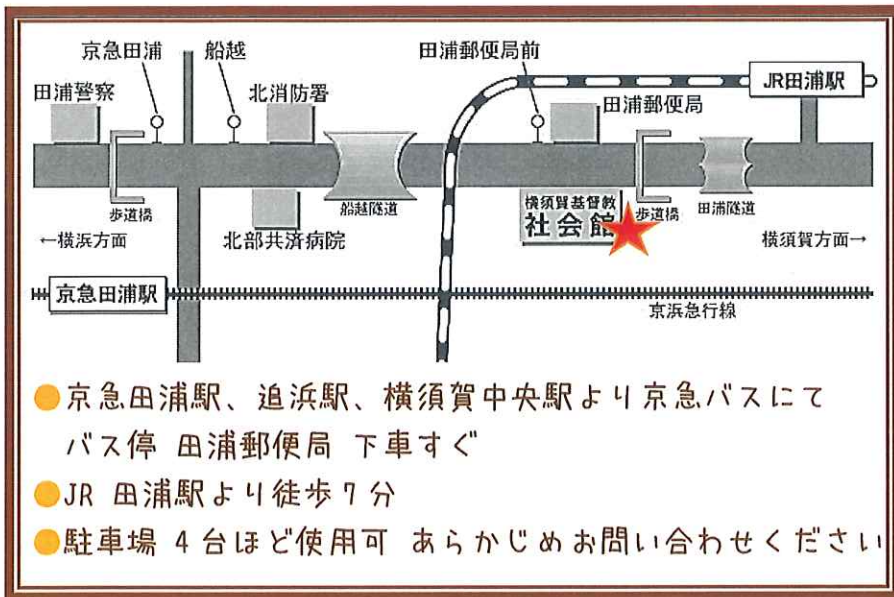 京急田浦
船越
田浦郵便局前
JR田浦駅
田浦警察
北消防署
田浦郵便局
歩道橋
船越隧道
横須賀基督教
社会館
歩道橋
田浦隧道
←横浜方面
北部共済病院
横須賀方面→
京急田浦駅
京浜急行線
●京急田浦駅、追浜駅、横須賀中央駅より京急バスにて
バス停 田浦郵便局 下車すぐ
●JR 田浦駅より徒歩7分
●駐車場 4台ほど使用可 あらかじめお問い合わせください